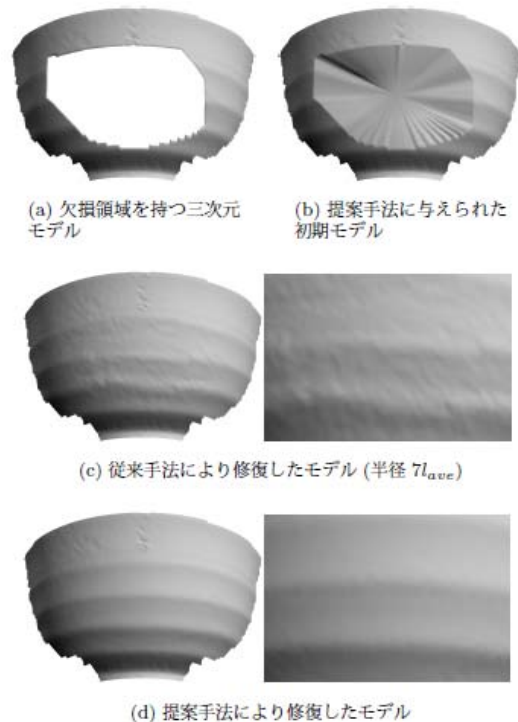 (a) 欠損領域を持つ三次元
モデル
(b) 提案手法に与えられた
初期モデル
(c) 従来手法により修復したモデル (半径 7l_{ave})
(d) 提案手法により修復したモデル